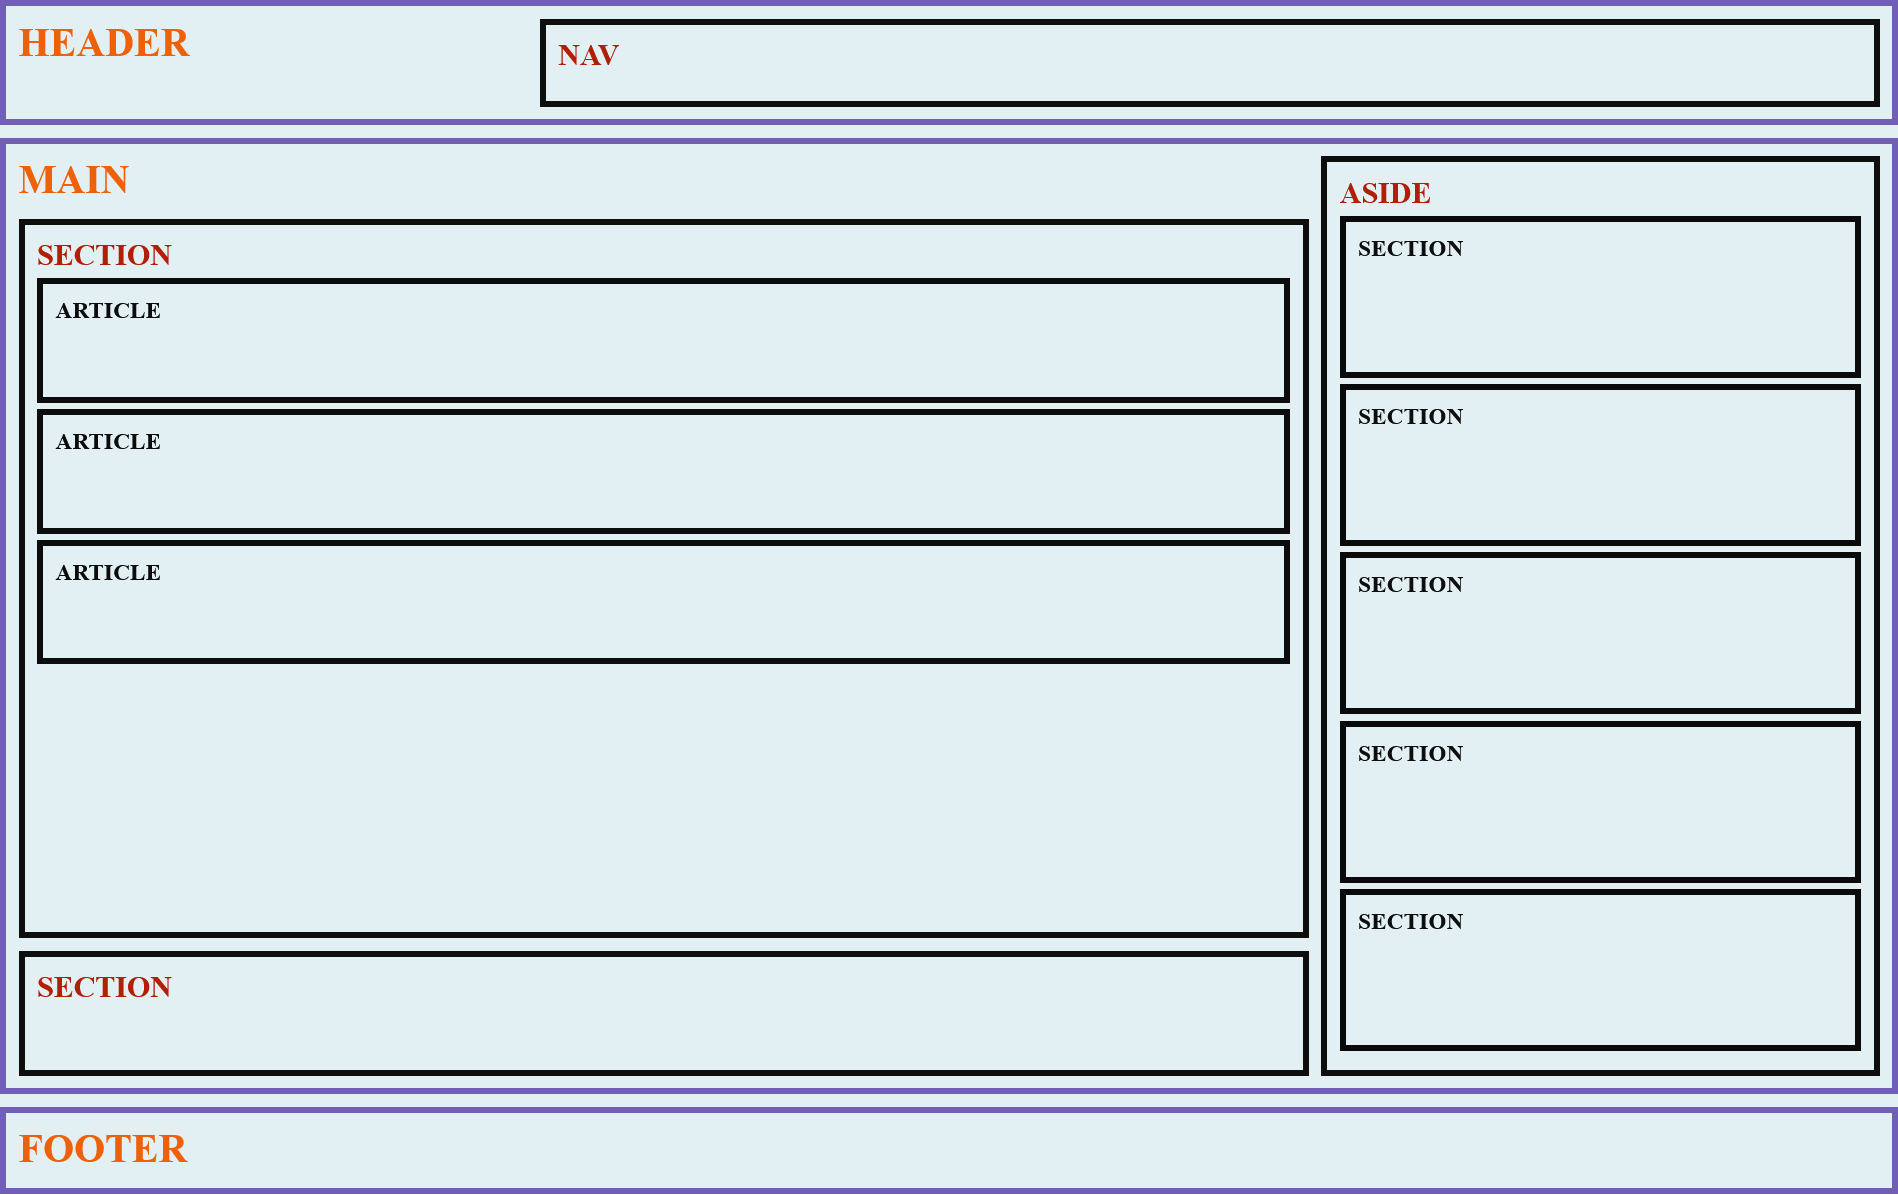 HEADER
NAV
MAIN
SECTION
ARTICLE
ARTICLE
ARTICLE
SECTION
ASIDE
SECTION
SECTION
SECTION
SECTION
SECTION
FOOTER